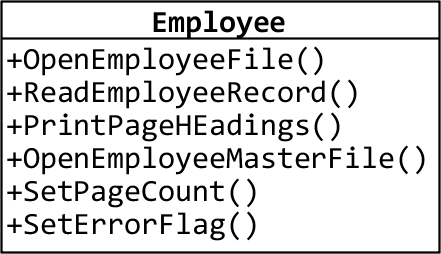 Employee
+OpenEmployeeFile()
+ReadEmployeeRecord()
+PrintPageHEadings()
+OpenEmployeeMasterFile()
+SetPageCount()
+SetErrorFlag()